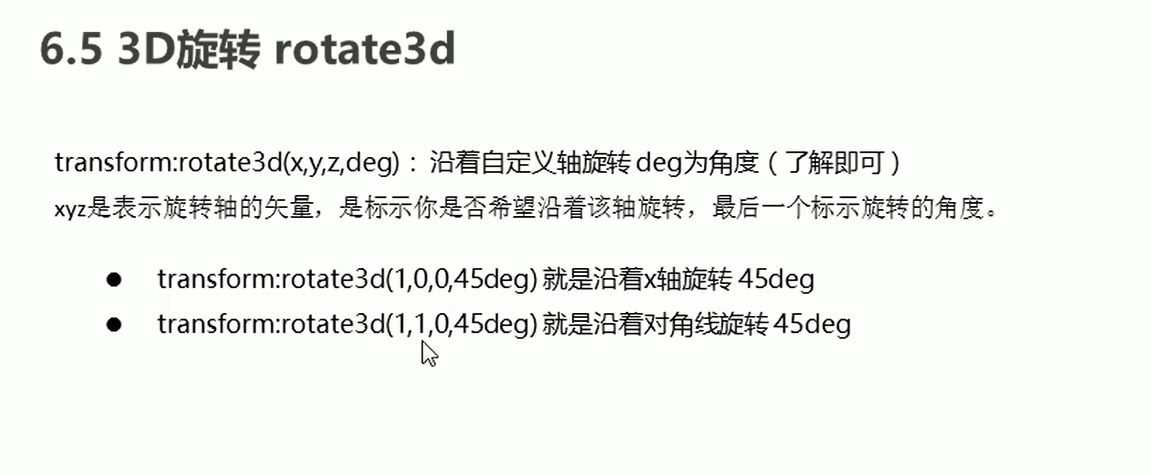 6.5 3D旋转 rotate3d
transform:rotate3d(x,y,z,deg)：沿着自定义轴旋转 deg为角度（了解即可）
xyz是表示旋转轴的矢量，是标示你是否希望沿着该轴旋转，最后一个标示旋转的角度。
● transform:rotate3d(1,0,0,45deg) 就是沿着x轴旋转 45deg
● transform:rotate3d(1,1,0,45deg) 就是沿着对角线旋转 45deg